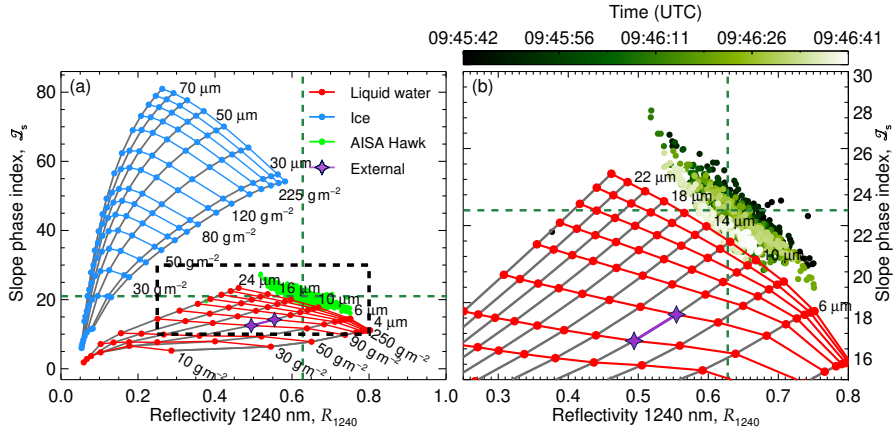 Time (UTC)
09:45:42 09:45:56 09:46:11 09:46:26 09:46:41
(a)
Liquid water
Ice
AISA Hawk
External
70 µm
50 µm
30 µm
225 g m⁻²
120 g m⁻²
80 g m⁻²
50 g m⁻²
30 g m⁻²
24 µm
16 µm
10 µm
6 µm
4 µm
250 g m⁻²
90 g m⁻²
50 g m⁻²
30 g m⁻²
10 g m⁻²
Slope phase index, 𝒥ₛ
80
60
40
20
0
0.0 0.2 0.4 0.6 0.8 1.0
Reflectivity 1240 nm, R₁₂₄₀
(b)
22 µm
18 µm
14 µm
10 µm
6 µm
30
28
26
24
22
20
18
16
Slope phase index, 𝒥ₛ
0.3 0.4 0.5 0.6 0.7 0.8
Reflectivity 1240 nm, R₁₂₄₀